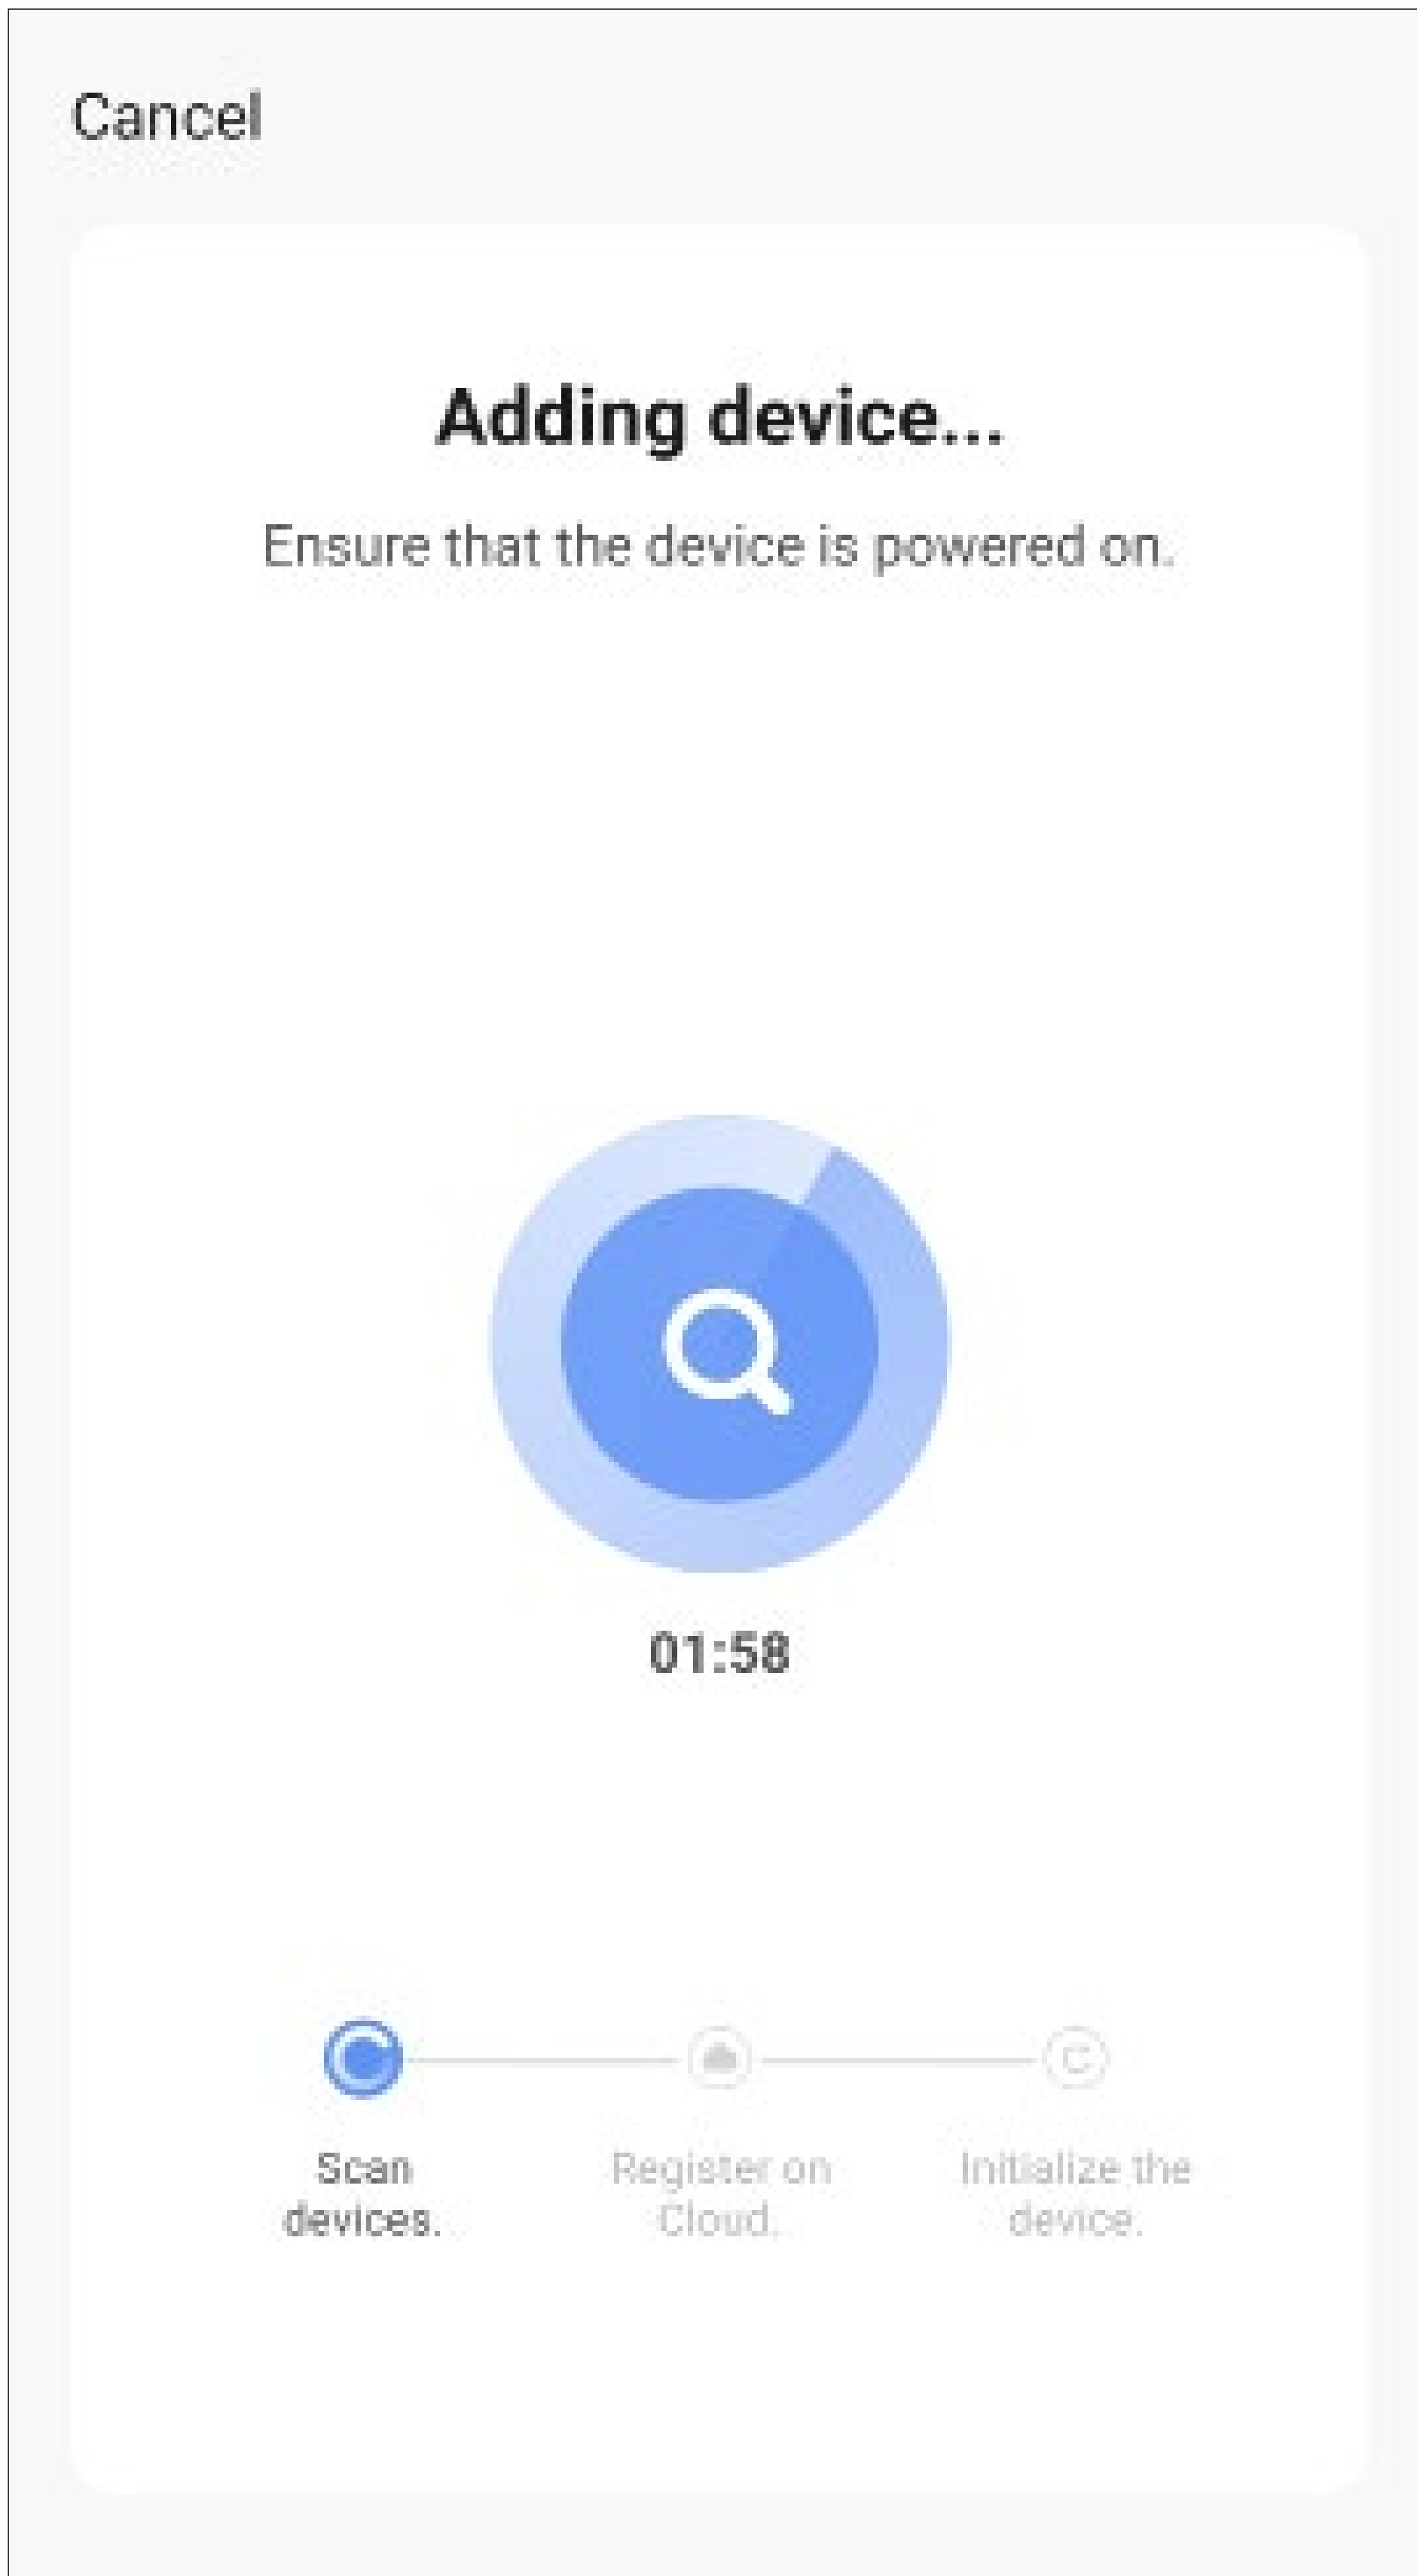 Cancel
Adding device...
Ensure that the device is powered on.
01:58
Scan
devices.
Register on
Cloud.
Initialize the
device.